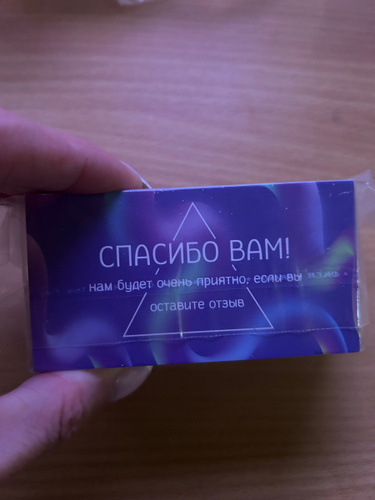 СПАСИБО ВАМ!
нам будет очень приятно, если вы
оставите отзыв